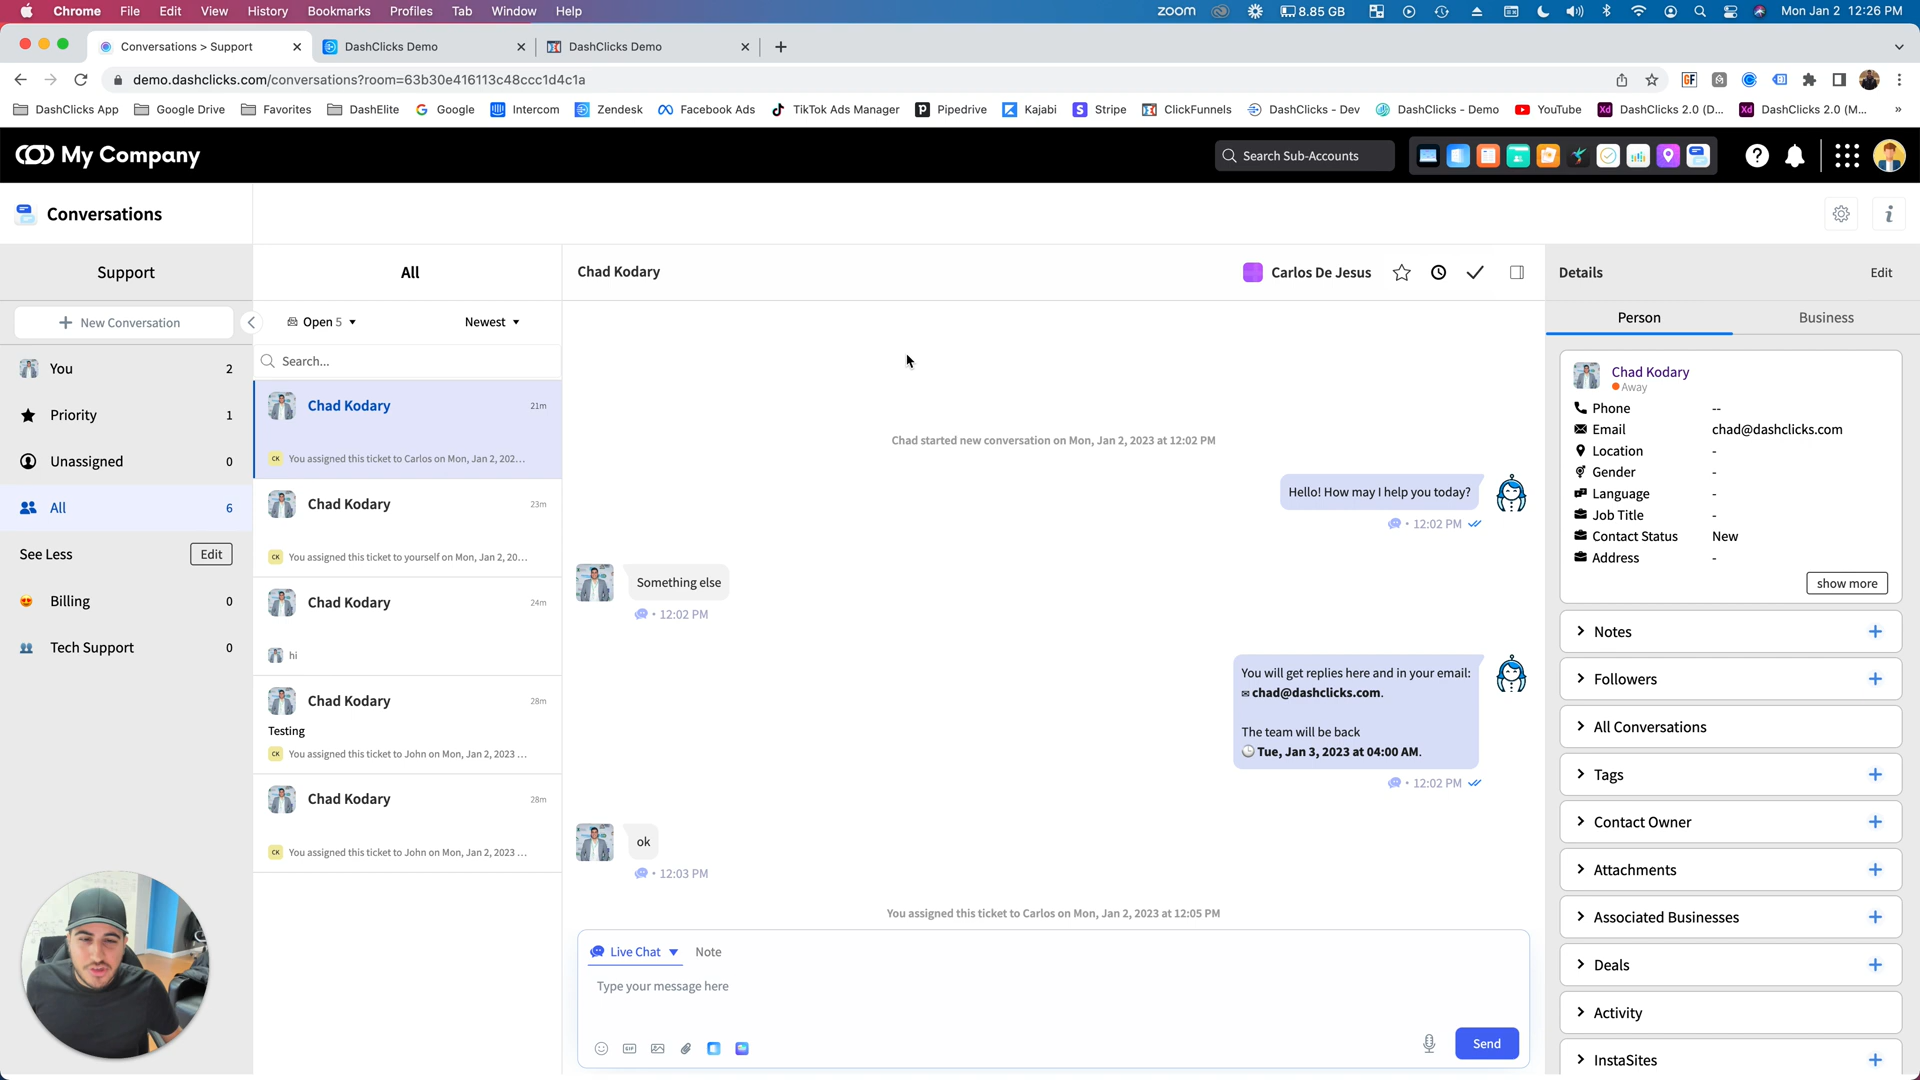 Chrome File Edit View History Bookmarks Profiles Tab Window Help zoom 8.85 GB Mon Jan 2 12:26 PM
Conversations > Support DashClicks Demo DashClicks Demo
demo.dashclicks.com/conversations?room=63b30e416113c48ccc1d4c1a
DashClicks App Google Drive Favorites DashElite Google Intercom Zendesk Facebook Ads TikTok Ads Manager Pipedrive Kajabi Stripe ClickFunnels DashClicks - Dev DashClicks - Demo YouTube DashClicks 2.0 (D... DashClicks 2.0 (M... »
My Company
Search Sub-Accounts
Conversations
Support
New Conversation
You 2
Priority 1
Unassigned 0
All 6
See Less Edit
Billing 0
Tech Support 0
All
Open 5 Newest
Search...
Chad Kodary 21m
CK You assigned this ticket to Carlos on Mon, Jan 2, 202...
Chad Kodary 23m
CK You assigned this ticket to yourself on Mon, Jan 2, 20...
Chad Kodary 24m
hi
Chad Kodary 28m
Testing
CK You assigned this ticket to John on Mon, Jan 2, 2023 ...
Chad Kodary 28m
CK You assigned this ticket to John on Mon, Jan 2, 2023 ...
Chad Kodary Carlos De Jesus
Chad started new conversation on Mon, Jan 2, 2023 at 12:02 PM
Hello! How may I help you today?
• 12:02 PM
Something else
• 12:02 PM
You will get replies here and in your email:
chad@dashclicks.com.
The team will be back
Tue, Jan 3, 2023 at 04:00 AM.
• 12:02 PM
ok
• 12:03 PM
You assigned this ticket to Carlos on Mon, Jan 2, 2023 at 12:05 PM
Live Chat Note
Type your message here
GIF
Send
Details Edit
Person Business
Chad Kodary
Away
Phone --
Email chad@dashclicks.com
Location -
Gender -
Language -
Job Title -
Contact Status New
Address -
show more
Notes
Followers
All Conversations
Tags
Contact Owner
Attachments
Associated Businesses
Deals
Activity
InstaSites